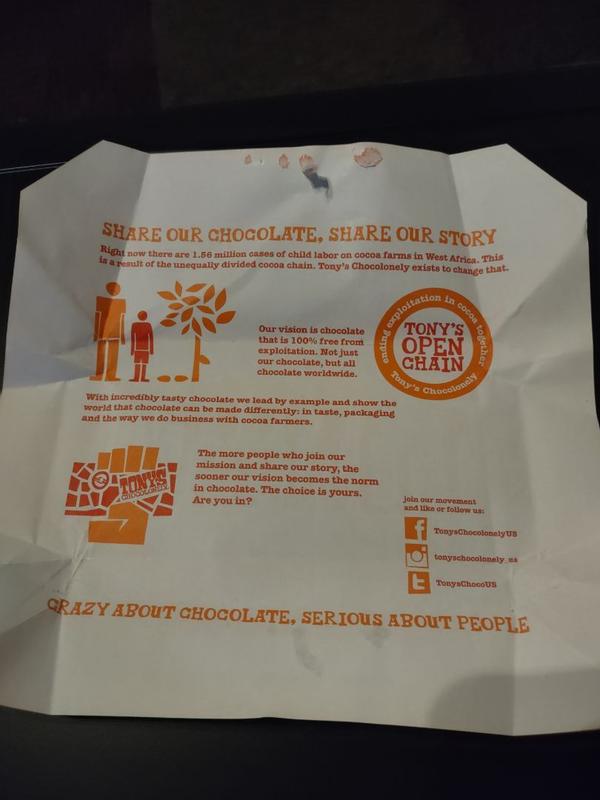 SHARE OUR CHOCOLATE, SHARE OUR STORY
Right now there are 1.56 million cases of child labor on cocoa farms in West Africa. This
is a result of the unequally divided cocoa chain. Tony's Chocolonely exists to change that.
Our vision is chocolate
that is 100% free from
exploitation. Not just
our chocolate, but all
chocolate worldwide.
ending exploitation in cocoa together
TONY'S
OPEN
CHAIN
Tony's Chocolonely
With incredibly tasty chocolate we lead by example and show the
world that chocolate can be made differently: in taste, packaging
and the way we do business with cocoa farmers.
TONY'S
CHOCOLONELY
The more people who join our
mission and share our story, the
sooner our vision becomes the norm
in chocolate. The choice is yours.
Are you in?
join our movement
and like or follow us:
f TonysChocolonelyUS
tonyschocolonely_us
t TonysChocoUS
CRAZY ABOUT CHOCOLATE, SERIOUS ABOUT PEOPLE